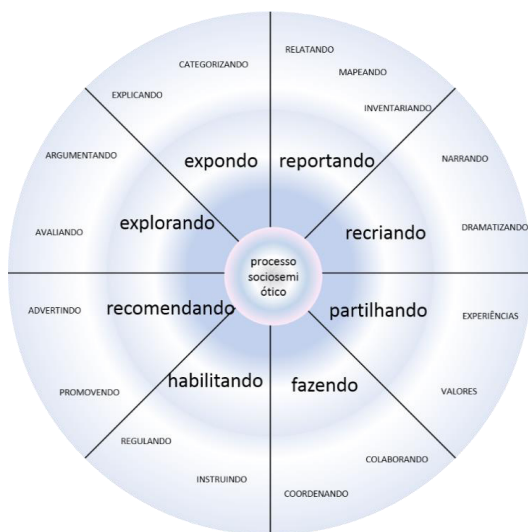 RELATANDO
CATEGORIZANDO
MAPEANDO
EXPLICANDO
INVENTARIANDO
ARGUMENTANDO
expondo
reportando
NARRANDO
explorando
recriando
AVALIANDO
DRAMATIZANDO
processo
sociosemi
ótico
recomendando
partilhando
ADVERTINDO
EXPERIÊNCIAS
habilitando
fazendo
PROMOVENDO
VALORES
REGULANDO
COLABORANDO
INSTRUINDO
COORDENANDO